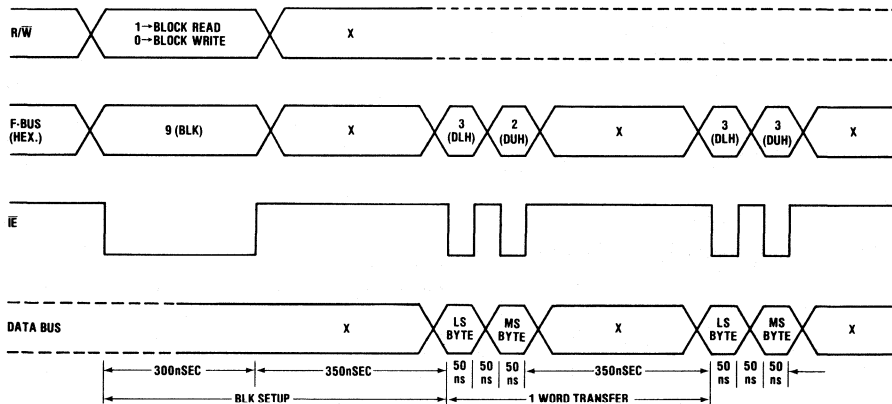 R/W̅
1→BLOCK READ
0→BLOCK WRITE
X
F-BUS
(HEX.)
9 (BLK)
X
3
(DLH)
2
(DUH)
X
3
(DLH)
3
(DUH)
X
I̅E̅
DATA BUS
X
LS
BYTE
MS
BYTE
X
LS
BYTE
MS
BYTE
X
300nSEC
350nSEC
50
ns
50
ns
50
ns
350nSEC
50
ns
50
ns
50
ns
BLK SETUP
1 WORD TRANSFER